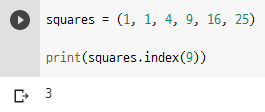 squares = (1, 1, 4, 9, 16, 25)
print(squares.index(9))
3